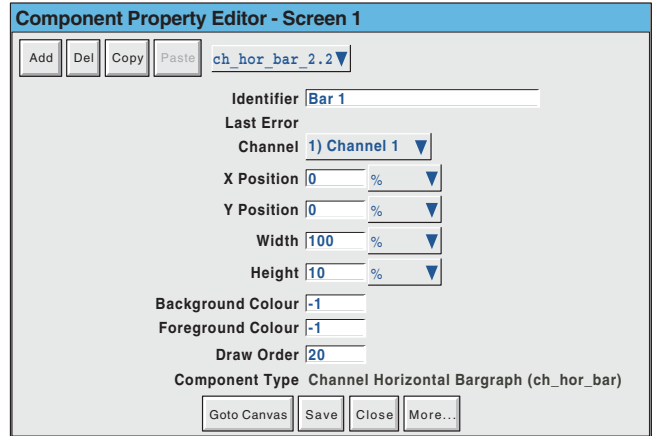 Component Property Editor - Screen 1
Add Del Copy Paste ch_hor_bar_2.2
Identifier Bar 1
Last Error
Channel 1) Channel 1
X Position 0 %
Y Position 0 %
Width 100 %
Height 10 %
Background Colour -1
Foreground Colour -1
Draw Order 20
Component Type Channel Horizontal Bargraph (ch_hor_bar)
Goto Canvas Save Close More...